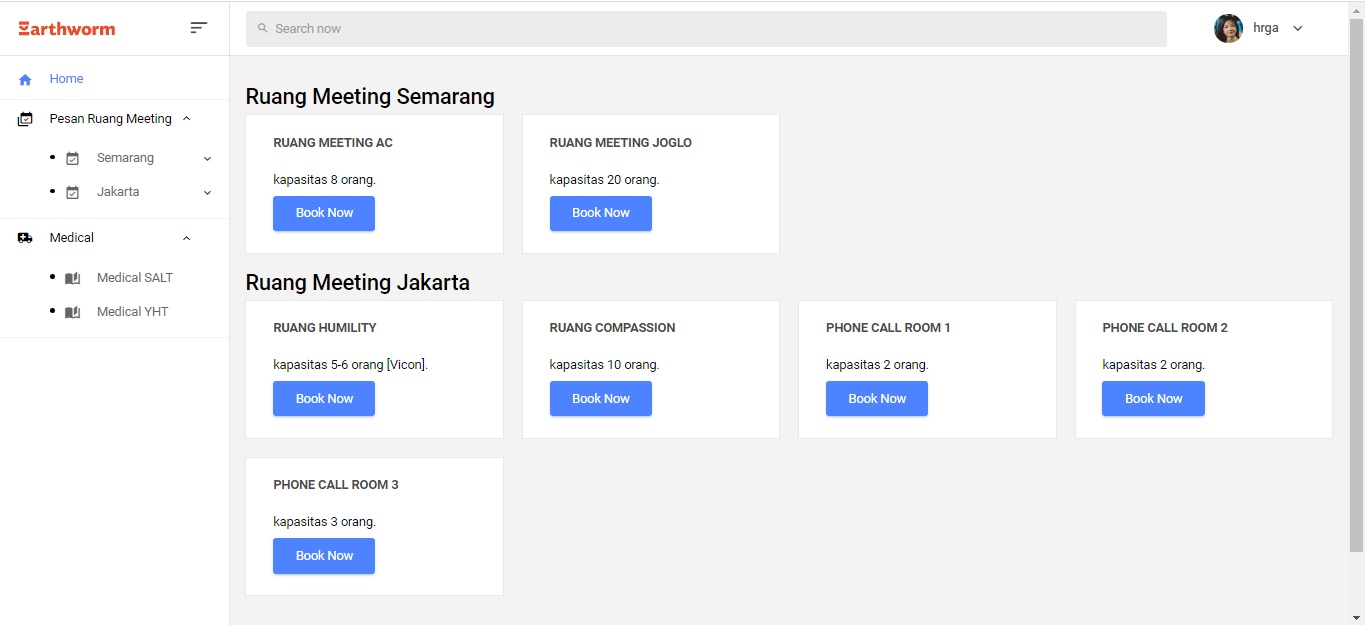 Earthworm
Search now
hrga
Home
Pesan Ruang Meeting
Semarang
Jakarta
Medical
Medical SALT
Medical YHT
Ruang Meeting Semarang
RUANG MEETING AC
kapasitas 8 orang.
Book Now
RUANG MEETING JOGLO
kapasitas 20 orang.
Book Now
Ruang Meeting Jakarta
RUANG HUMILITY
kapasitas 5-6 orang [Vicon].
Book Now
RUANG COMPASSION
kapasitas 10 orang.
Book Now
PHONE CALL ROOM 1
kapasitas 2 orang.
Book Now
PHONE CALL ROOM 2
kapasitas 2 orang.
Book Now
PHONE CALL ROOM 3
kapasitas 3 orang.
Book Now